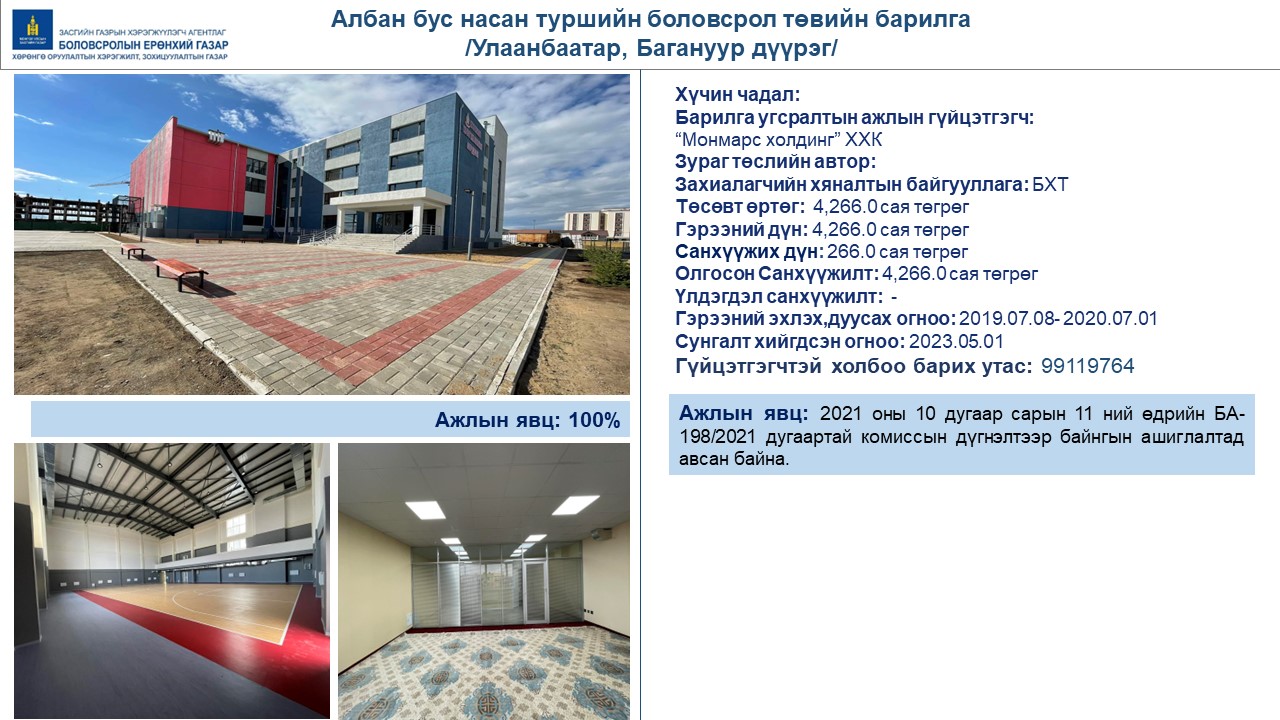 ЗАСГИЙН ГАЗРЫН ХЭРЭГЖҮҮЛЭГЧ АГЕНТЛАГ
БОЛОВСРОЛЫН ЕРӨНХИЙ ГАЗАР
ХӨРӨНГӨ ОРУУЛАЛТЫН ХЭРЭГЖИЛТ, ЗОХИЦУУЛАЛТЫН ГАЗАР
Албан бус насан туршийн боловсрол төвийн барилга
/Улаанбаатар, Багануур дүүрэг/
Хүчин чадал:
Барилга угсралтын ажлын гүйцэтгэгч:
“Монмарс холдинг” ХХК
Зураг төслийн автор:
Захиалагчийн хяналтын байгууллага: БХТ
Төсөвт өртөг: 4,266.0 сая төгрөг
Гэрээний дүн: 4,266.0 сая төгрөг
Санхүүжих дүн: 266.0 сая төгрөг
Олгосон Санхүүжилт: 4,266.0 сая төгрөг
Үлдэгдэл санхүүжилт: -
Гэрээний эхлэх,дуусах огноо: 2019.07.08- 2020.07.01
Сунгалт хийгдсэн огноо: 2023.05.01
Гүйцэтгэгчтэй холбоо барих утас: 99119764
Ажлын явц: 100%
Ажлын явц: 2021 оны 10 дугаар сарын 11 ний өдрийн БА-
198/2021 дугаартай комиссын дүгнэлтээр байнгын ашиглалтад
авсан байна.